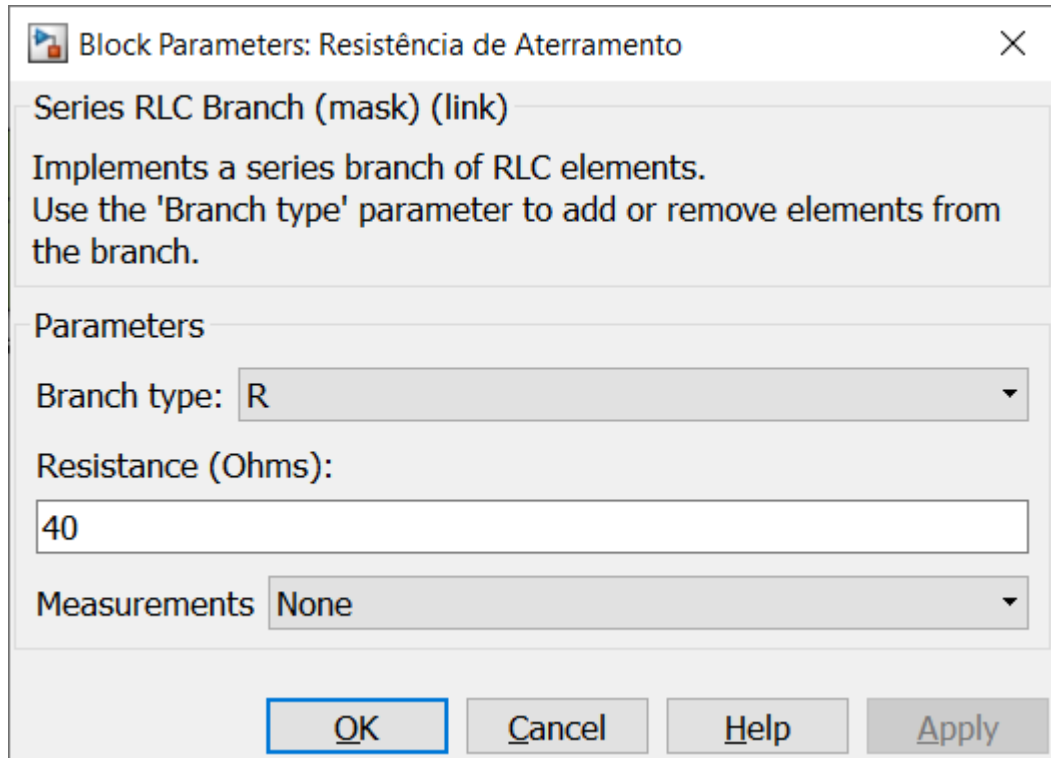 Block Parameters: Resistência de Aterramento
Series RLC Branch (mask) (link)
Implements a series branch of RLC elements.
Use the 'Branch type' parameter to add or remove elements from
the branch.
Parameters
Branch type: R
Resistance (Ohms):
40
Measurements None
OK Cancel Help Apply